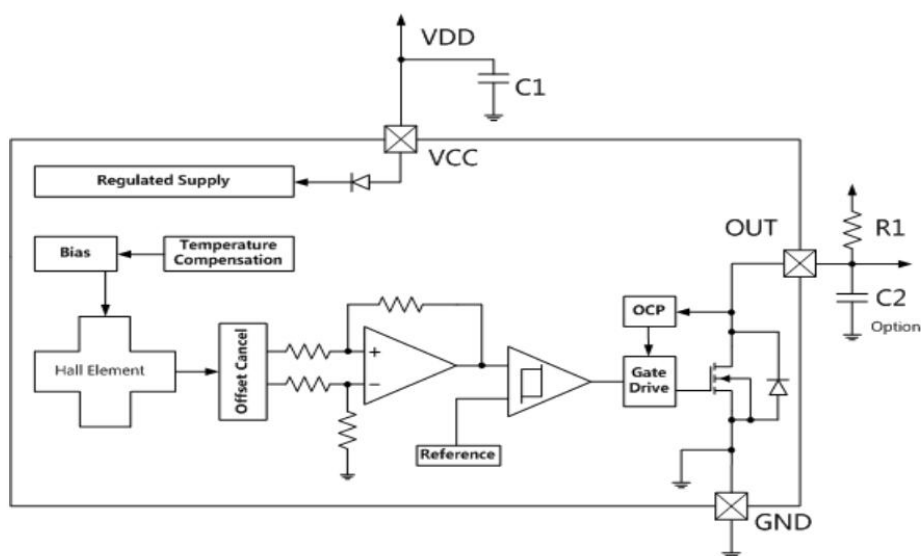 VDD
C1
VCC
Regulated Supply
OUT
R1
Bias
Temperature
Compensation
C2
Option
OCP
Hall Element
Offset Cancel
+
−
Gate
Drive
Reference
GND